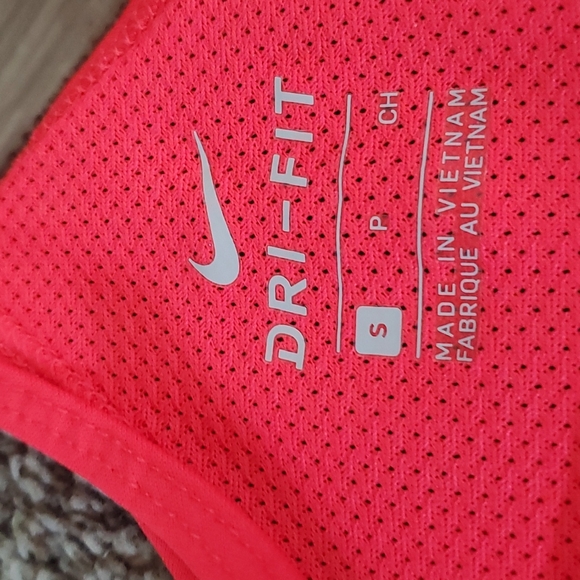 DRI-FIT
S P CH
MADE IN VIETNAM
FABRIQUE AU VIETNAM